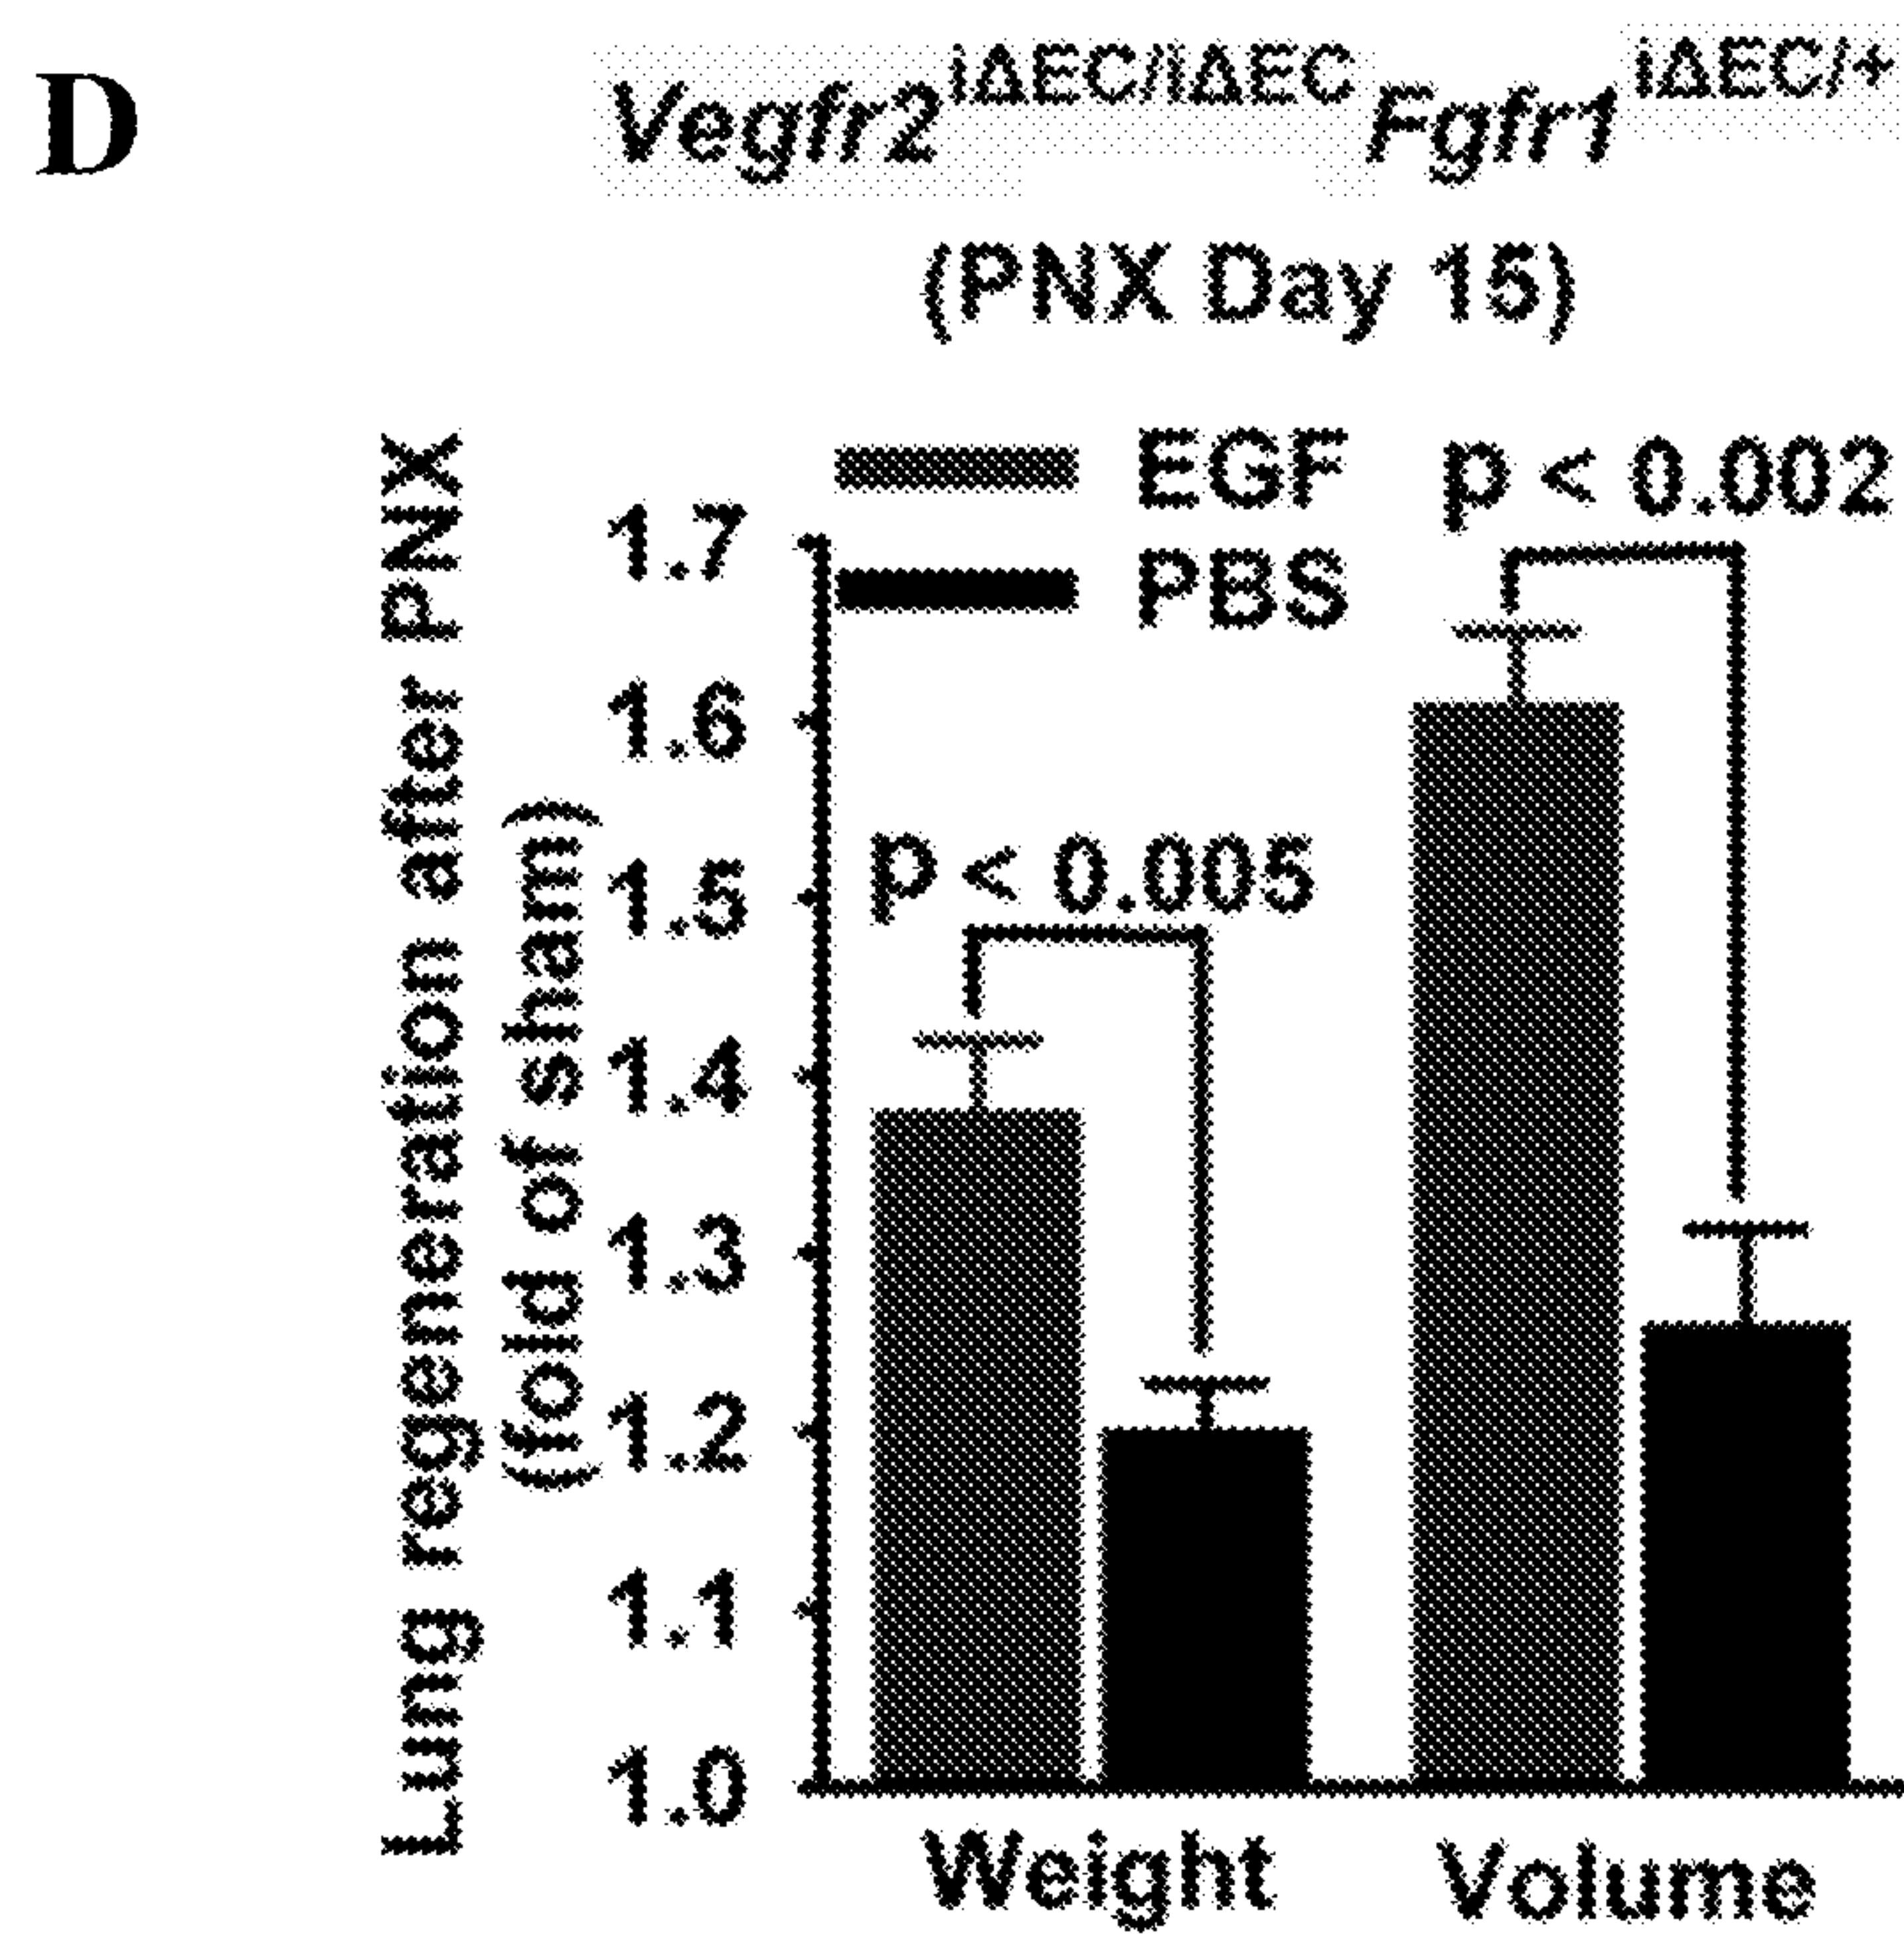 D
Vegfr2iΔEC/iΔEC Fgfr1iΔEC/+
(PNX Day 15)
Lung regeneration after PNX
(fold of sham)
EGF
PBS
p < 0.002
p < 0.005
1.7
1.6
1.5
1.4
1.3
1.2
1.1
1.0
Weight
Volume